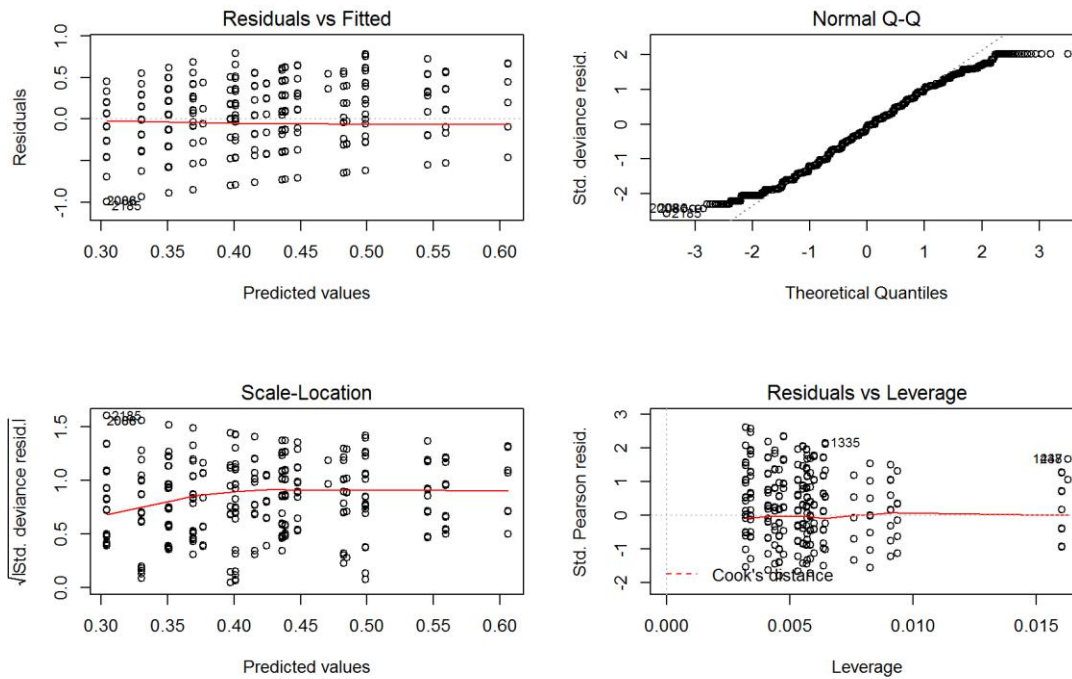 Residuals vs Fitted
Residuals
1.0
0.5
0.0
-1.0
2185
0.30 0.35 0.40 0.45 0.50 0.55 0.60
Predicted values
Normal Q-Q
Std. deviance resid.
2
1
0
-1
-2
2185
-3 -2 -1 0 1 2 3
Theoretical Quantiles
Scale-Location
√|Std. deviance resid.|
1.5
1.0
0.5
0.0
2185
0.30 0.35 0.40 0.45 0.50 0.55 0.60
Predicted values
Residuals vs Leverage
Std. Pearson resid.
3
2
1
0
-1
-2
1335
Cook's distance
0.000 0.005 0.010 0.015
Leverage